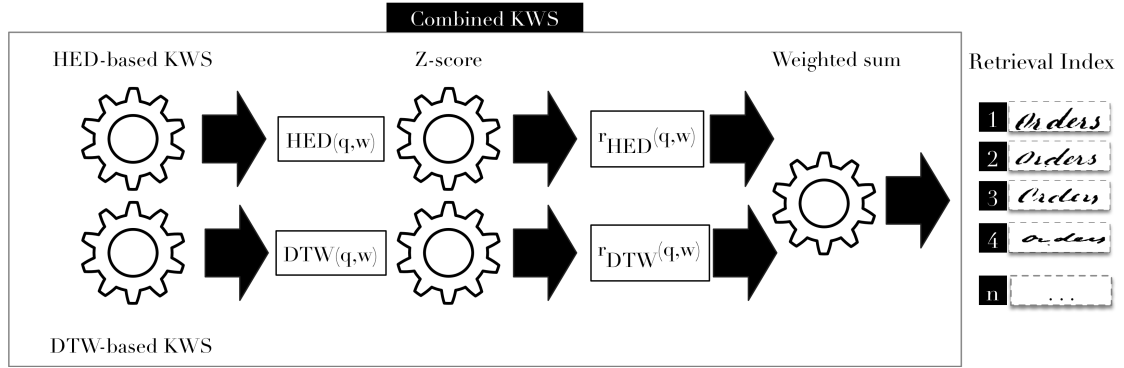 Combined KWS
HED-based KWS
Z-score
Weighted sum
Retrieval Index
HED(q,w)
r_HED(q,w)
DTW(q,w)
r_DTW(q,w)
DTW-based KWS
1 Orders
2 Orders
3 Orders
4 orders
n ...